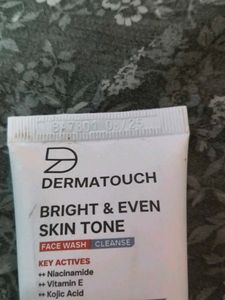 DERMATOUCH
BRIGHT & EVEN
SKIN TONE
FACE WASH CLEANSE
KEY ACTIVES
↔ Niacinamide
↔ Vitamin E
↔ Kojic Acid